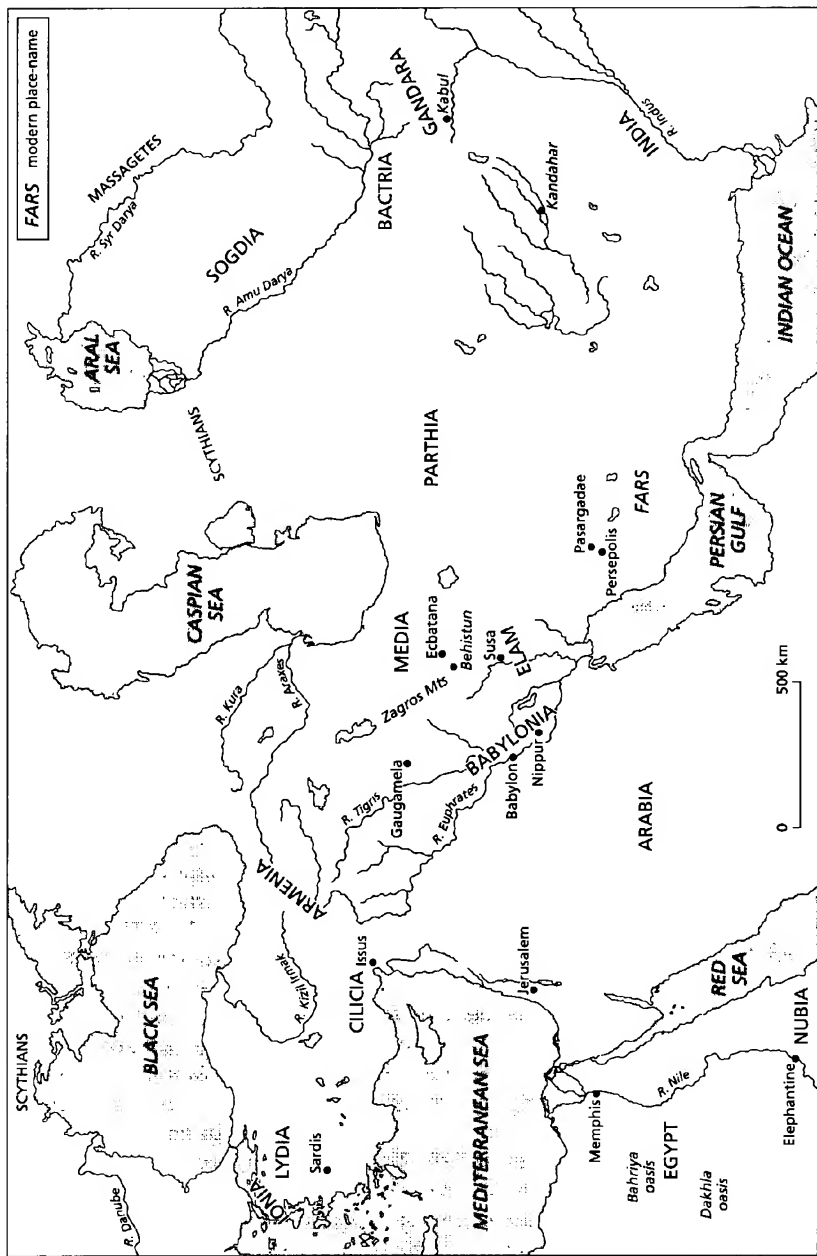 FARS modern place-name
SCYTHIANS
R. Danube
BLACK SEA
IONIA
LYDIA
Sardis
R. Kizil Irmak
ARMENIA
CILICIA
Issus
MEDITERRANEAN SEA
Jerusalem
Memphis
R. Nile
Bahriya
oasis
EGYPT
Dakhla
oasis
Elephantine
NUBIA
RED
SEA
ARABIA
CASPIAN
SEA
R. Kura
R. Araxes
MEDIA
Ecbatana
Behistun
Zagros Mts
Gaugamela
R. Tigris
R. Euphrates
BABYLONIA
Babylon
Nippur
Susa
ELAM
0
500 km
ARAL
SEA
SCYTHIANS
R. Syr Darya
MASSAGETES
SOGDIA
R. Amu Darya
BACTRIA
GANDARA
Kabul
PARTHIA
Kandahar
Pasargadae
Persepolis
FARS
PERSIAN
GULF
INDIA
R. Indus
INDIAN OCEAN